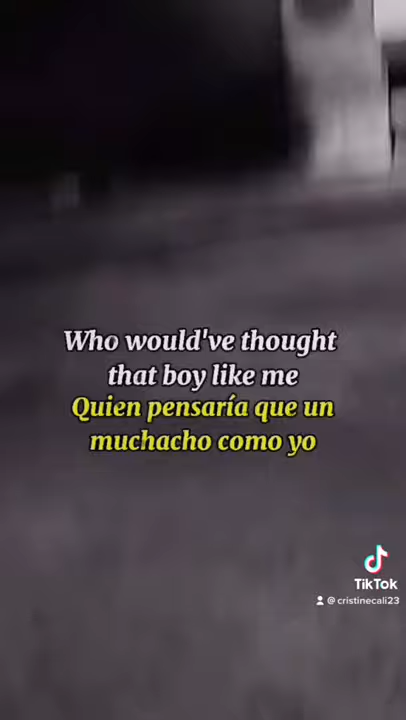 Who would've thought
that boy like me
Quien pensaría que un
muchacho como yo
TikTok
@cristinecali23